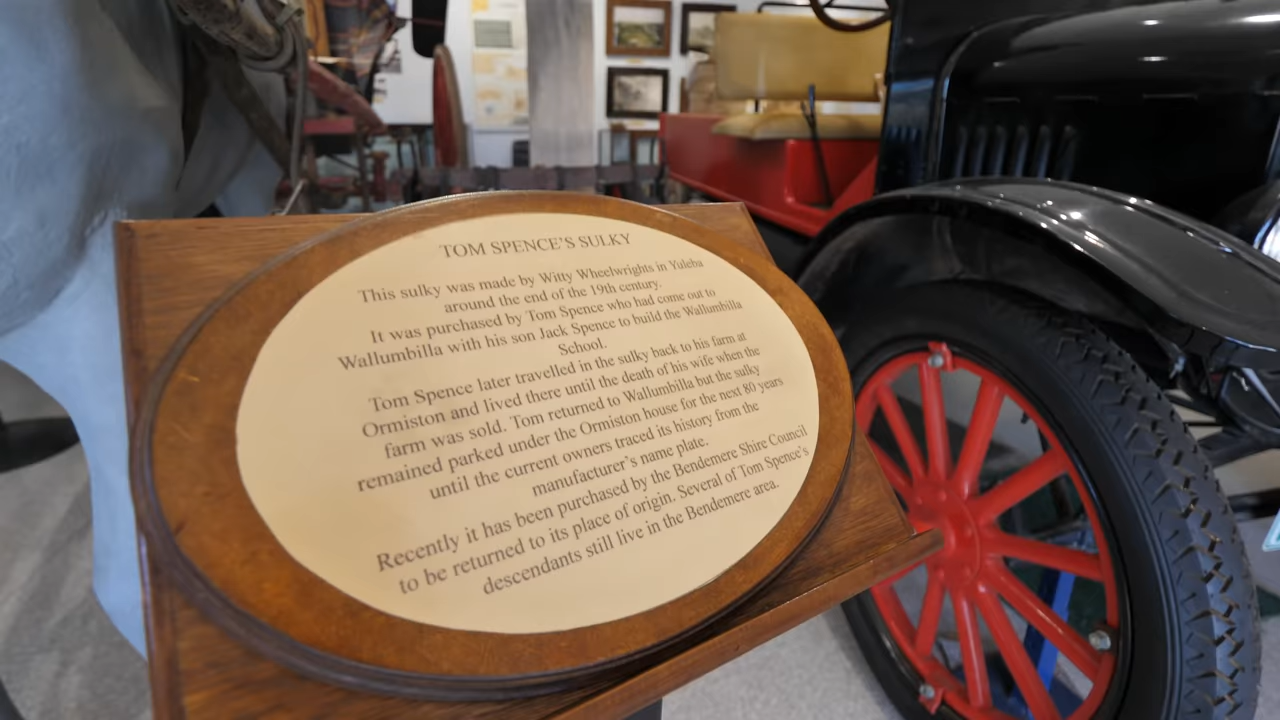 TOM SPENCE'S SULKY
This sulky was made by Witty Wheelwrights in Yuleba
around the end of the 19th century.
It was purchased by Tom Spence who had come out to
Wallumbilla with his son Jack Spence to build the Wallumbilla
School.
Tom Spence later travelled in the sulky back to his farm at
Ormiston and lived there until the death of his wife when the
farm was sold. Tom returned to Wallumbilla but the sulky
remained parked under the Ormiston house for the next 80 years
until the current owners traced its history from the
manufacturer's name plate.
Recently it has been purchased by the Bendemere Shire Council
to be returned to its place of origin. Several of Tom Spence's
descendants still live in the Bendemere area.